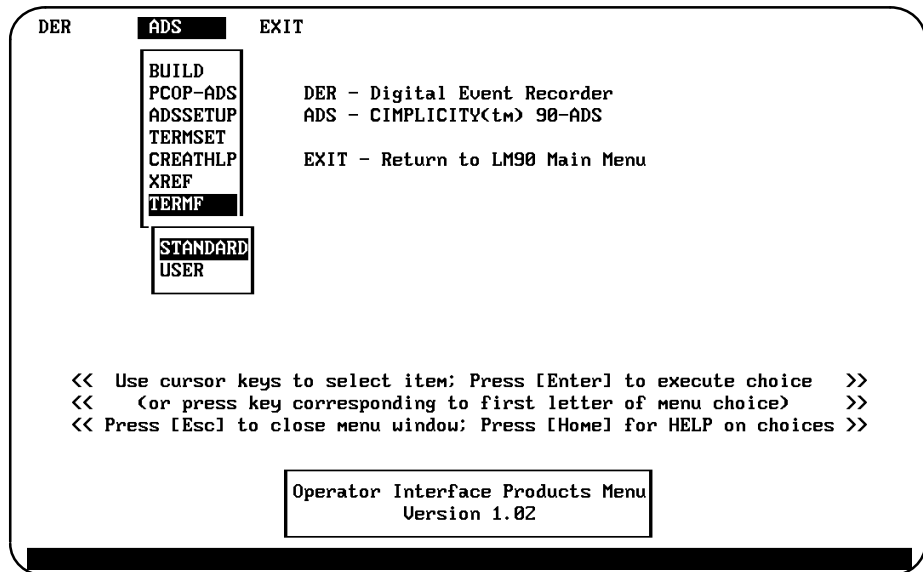 DER ADS EXIT
BUILD
PCOP-ADS DER - Digital Event Recorder
ADSSETUP ADS - CIMPLICITY(tm) 90-ADS
TERMSET
CREATHLP EXIT - Return to LM90 Main Menu
XREF
TERMF
STANDARD
USER
<< Use cursor keys to select item; Press [Enter] to execute choice >>
<< (or press key corresponding to first letter of menu choice) >>
<< Press [Esc] to close menu window; Press [Home] for HELP on choices >>
Operator Interface Products Menu
Version 1.02